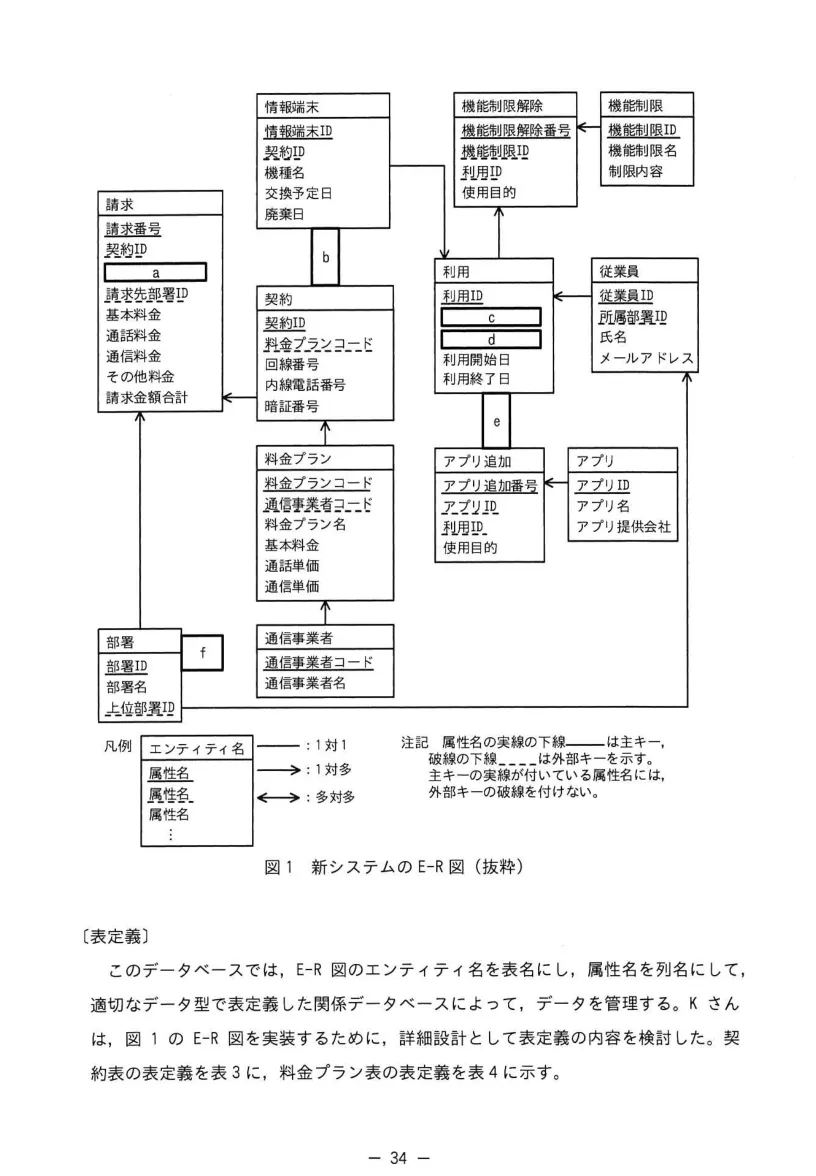 情報端末
情報端末ID
契約ID
機種名
交換予定日
廃棄日
機能制限解除
機能制限解除番号
機能制限ID
利用ID
使用目的
機能制限
機能制限ID
機能制限名
制限内容
請求
請求番号
契約ID
a
請求先部署ID
基本料金
通話料金
通信料金
その他料金
請求金額合計
b
契約
契約ID
料金プランコード
回線番号
内線電話番号
暗証番号
利用
利用ID
c
d
利用開始日
利用終了日
従業員
従業員ID
所属部署ID
氏名
メールアドレス
e
料金プラン
料金プランコード
通信事業者コード
料金プラン名
基本料金
通話単価
通信単価
アプリ追加
アプリ追加番号
アプリID
利用ID
使用目的
アプリ
アプリID
アプリ名
アプリ提供会社
部署
部署ID
部署名
上位部署ID
f
通信事業者
通信事業者コード
通信事業者名
凡例
エンティティ名
属性名
属性名
属性名
⋮
：1対1
：1対多
：多対多
注記 属性名の実線の下線____は主キー，
破線の下線____は外部キーを示す。
主キーの実線が付いている属性名には，
外部キーの破線を付けない。
図1 新システムのE-R図（抜粋）
〔表定義〕
このデータベースでは，E-R 図のエンティティ名を表名にし，属性名を列名にして，
適切なデータ型で表定義した関係データベースによって，データを管理する。K さん
は，図 1 の E-R 図を実装するために，詳細設計として表定義の内容を検討した。契
約表の表定義を表3に，料金プラン表の表定義を表4に示す。
－ 34 －